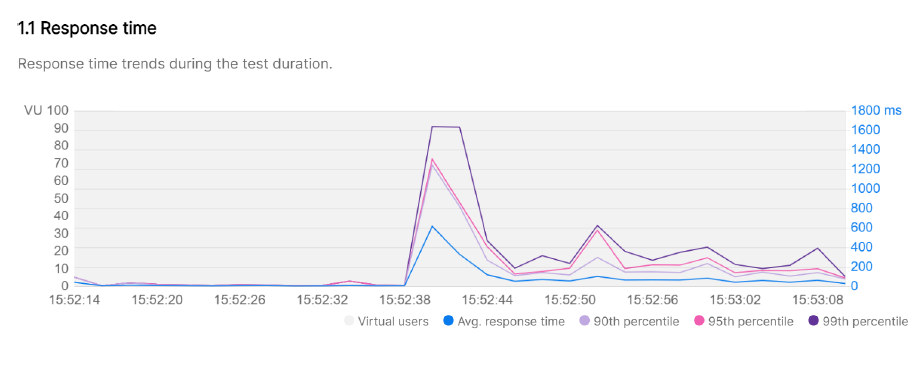 1.1 Response time
Response time trends during the test duration.
VU 100 1800 ms
90 1600
80 1400
70 1200
60 1000
50 800
40 600
30 400
20 200
10 0
0
15:52:14 15:52:20 15:52:26 15:52:32 15:52:38 15:52:44 15:52:50 15:52:56 15:53:02 15:53:08
Virtual users Avg. response time 90th percentile 95th percentile 99th percentile